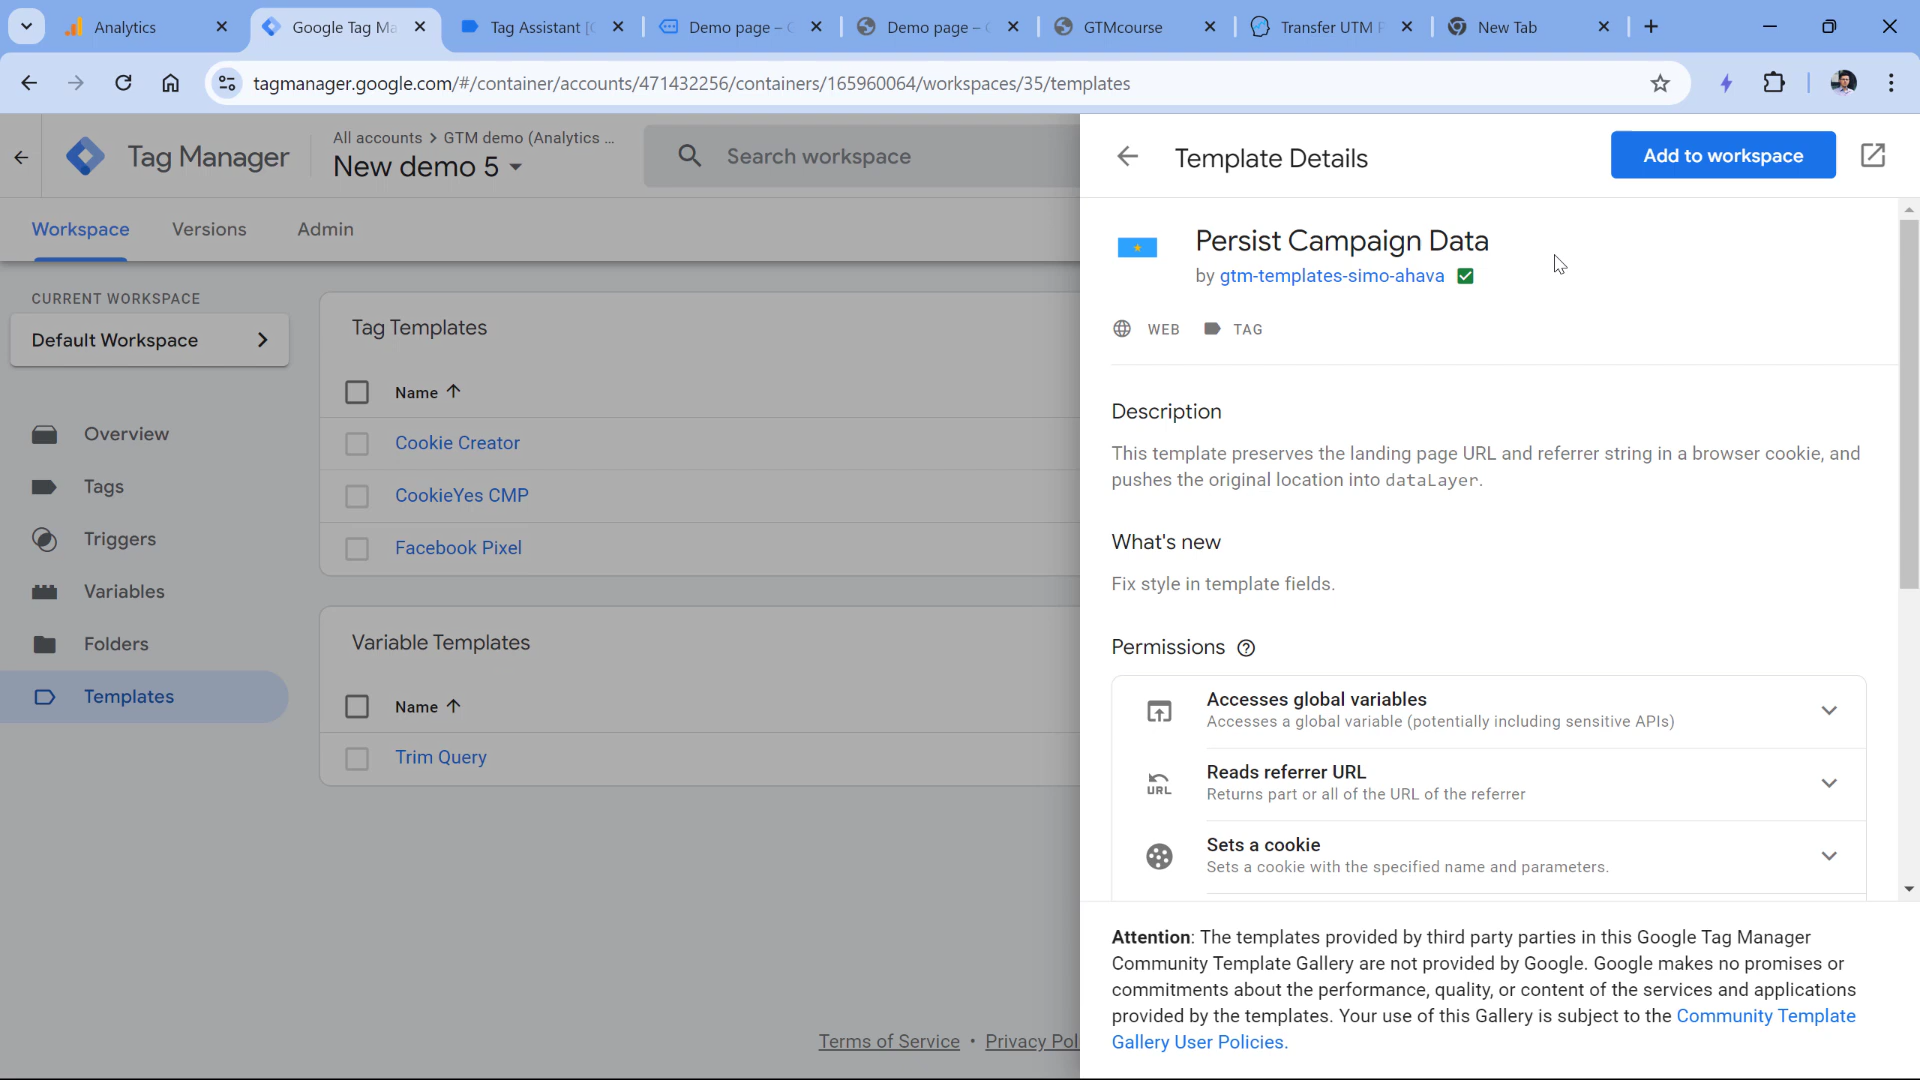 Analytics
Google Tag Ma
Tag Assistant [
Demo page – C
Demo page – C
GTMcourse
Transfer UTM P
New Tab
tagmanager.google.com/#/container/accounts/471432256/containers/165960064/workspaces/35/templates
Tag Manager
All accounts > GTM demo (Analytics ...
New demo 5
Search workspace
Workspace
Versions
Admin
CURRENT WORKSPACE
Default Workspace
Overview
Tags
Triggers
Variables
Folders
Templates
Tag Templates
Name
Cookie Creator
CookieYes CMP
Facebook Pixel
Variable Templates
Name
Trim Query
Terms of Service • Privacy Pol
Template Details
Add to workspace
Persist Campaign Data
by gtm-templates-simo-ahava
WEB
TAG
Description
This template preserves the landing page URL and referrer string in a browser cookie, and
pushes the original location into dataLayer.
What's new
Fix style in template fields.
Permissions
Accesses global variables
Accesses a global variable (potentially including sensitive APIs)
URL
Reads referrer URL
Returns part or all of the URL of the referrer
Sets a cookie
Sets a cookie with the specified name and parameters.
Attention: The templates provided by third party parties in this Google Tag Manager
Community Template Gallery are not provided by Google. Google makes no promises or
commitments about the performance, quality, or content of the services and applications
provided by the templates. Your use of this Gallery is subject to the Community Template
Gallery User Policies.